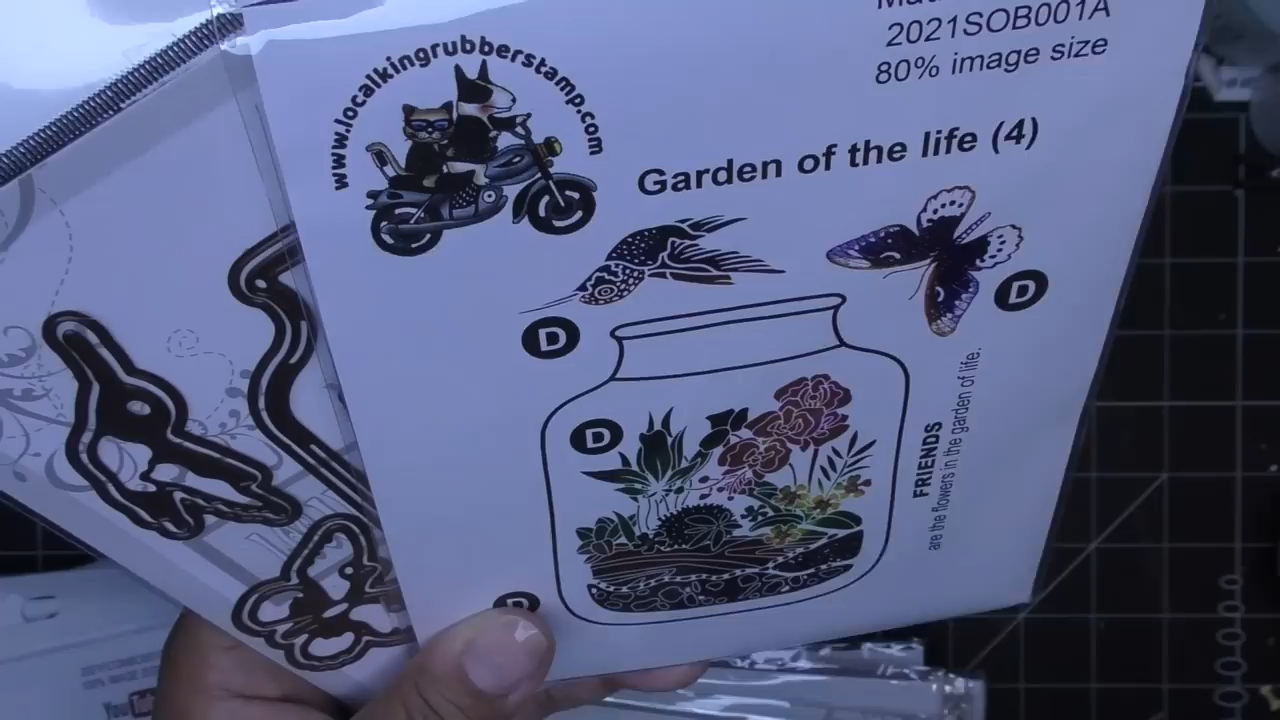 www.localkingrubberstamp.com
2021SOB001A
80% image size
Garden of the life (4)
D
D
D
FRIENDS
are the flowers in the garden of life.
D
You